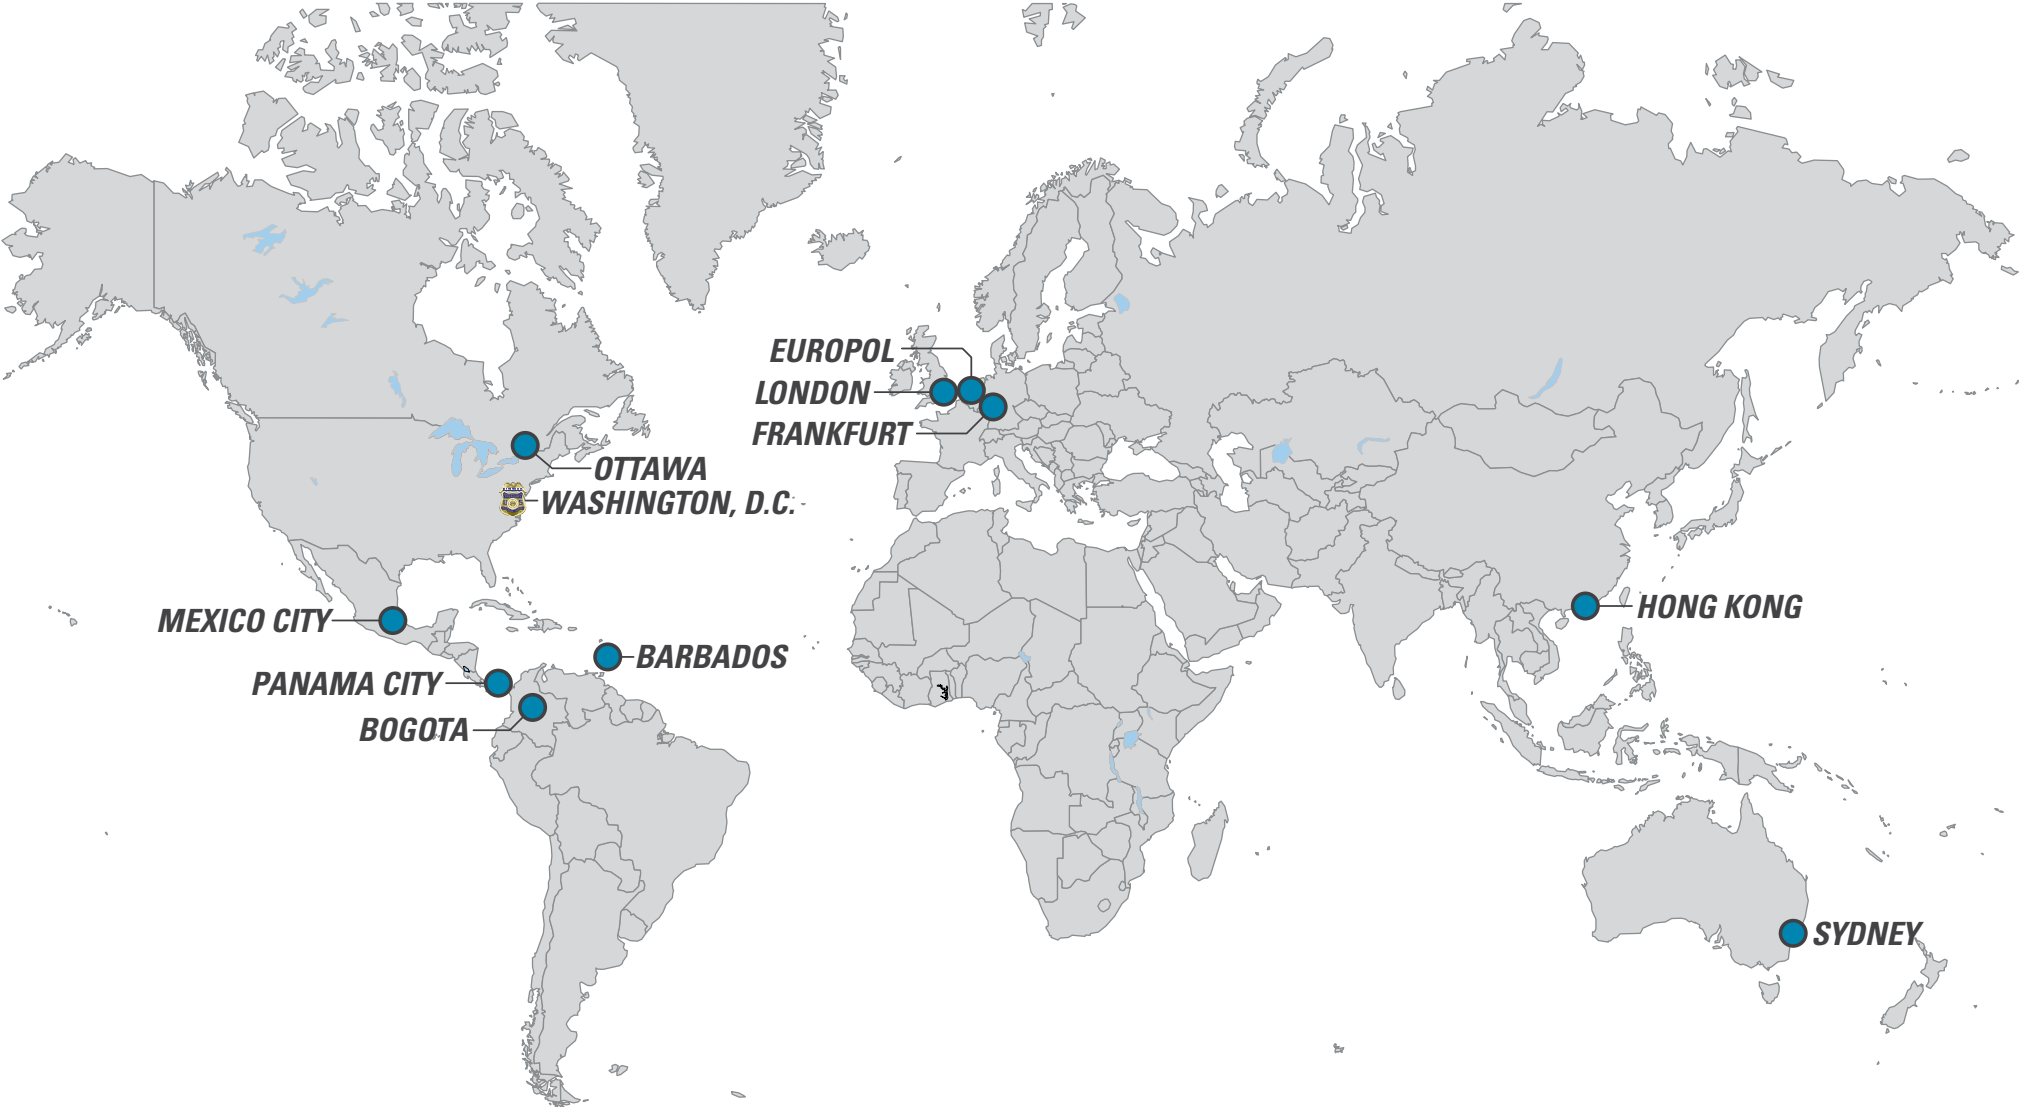 EUROPOL
LONDON
FRANKFURT
OTTAWA
WASHINGTON, D.C.
MEXICO CITY
HONG KONG
BARBADOS
PANAMA CITY
BOGOTA
SYDNEY